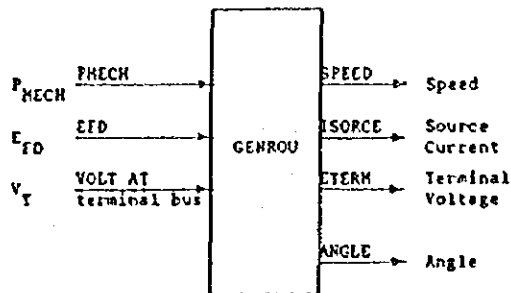 P_MECH PMECH SPEED Speed
E_FD EFD ISORCE Source
Current
GENROU
V_T VOLT AT ETERM Terminal
terminal bus Voltage
ANGLE Angle